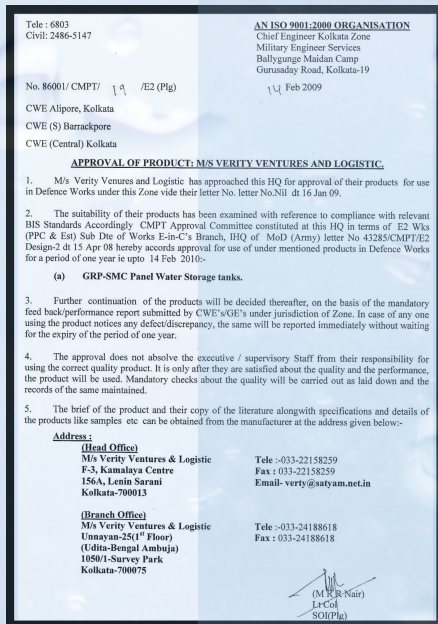 Tele : 6803
Civil: 2486-5147
AN ISO 9001:2000 ORGANISATION
Chief Engineer Kolkata Zone
Military Engineer Services
Ballygunge Maidan Camp
Gurusaday Road, Kolkata-19
No. 86001/ CMPT/ 19 /E2 (Plg)
14 Feb 2009
CWE Alipore, Kolkata
CWE (S) Barrackpore
CWE (Central) Kolkata
APPROVAL OF PRODUCT: M/S VERITY VENTURES AND LOGISTIC.
1. M/s Verity Venures and Logistic has approached this HQ for approval of their products for use
in Defence Works under this Zone vide their letter No. letter No.Nil dt 16 Jan 09.
2. The suitability of their products has been examined with reference to compliance with relevant
BIS Standards Accordingly CMPT Approval Committee constituted at this HQ in terms of E2 Wks
(PPC & Est) Sub Dte of Works E-in-C's Branch, IHQ of MoD (Army) letter No 43285/CMPT/E2
Design-2 dt 15 Apr 08 hereby accords approval for use of under mentioned products in Defence Works
for a period of one year ie upto 14 Feb 2010:-
(a) GRP-SMC Panel Water Storage tanks.
3. Further continuation of the products will be decided thereafter, on the basis of the mandatory
feed back/performance report submitted by CWE's/GE's under jurisdiction of Zone. In case of any one
using the product notices any defect/discrepancy, the same will be reported immediately without waiting
for the expiry of the period of one year.
4. The approval does not absolve the executive / supervisory Staff from their responsibility for
using the correct quality product. It is only after they are satisfied about the quality and the performance,
the product will be used. Mandatory checks about the quality will be carried out as laid down and the
records of the same maintained.
5. The brief of the product and their copy of the literature alongwith specifications and details of
the products like samples etc can be obtained from the manufacturer at the address given below:-
Address :
(Head Office)
M/s Verity Ventures & Logistic
F-3, Kamalaya Centre
156A, Lenin Sarani
Kolkata-700013
Tele :-033-22158259
Fax : 033-22158259
Email- verty@satyam.net.in
(Branch Office)
M/s Verity Ventures & Logistic
Unnayan-25(1st Floor)
(Udita-Bengal Ambuja)
1050/1-Survey Park
Kolkata-700075
Tele :-033-24188618
Fax : 033-24188618
(M R R Nair)
Lt Col
SOI(Plg)